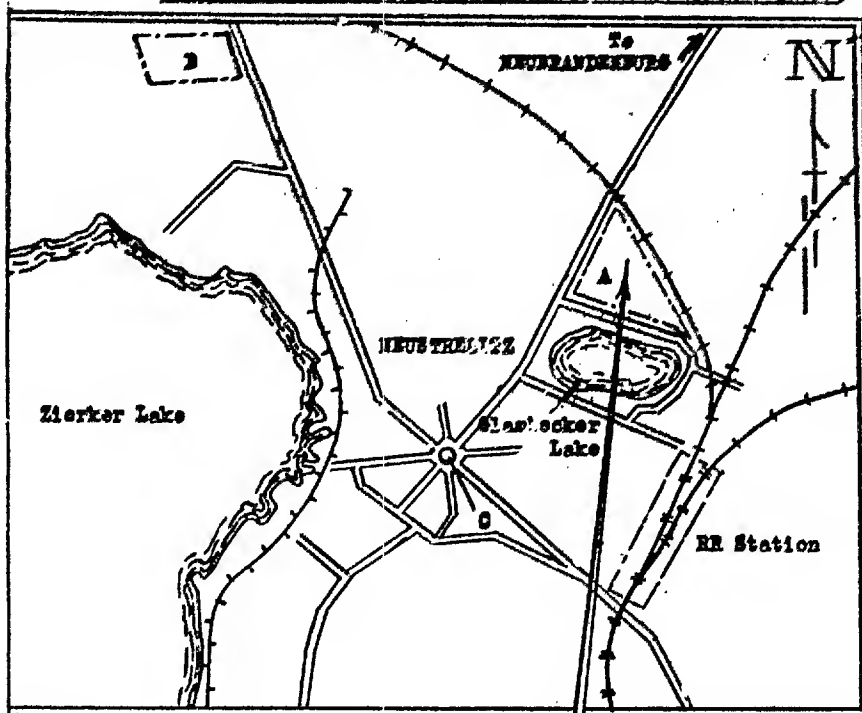 To
NEUBRANDENBURG
N
B
A
NEUSTRELITZ
Zierker Lake
Lake
C
RR Station